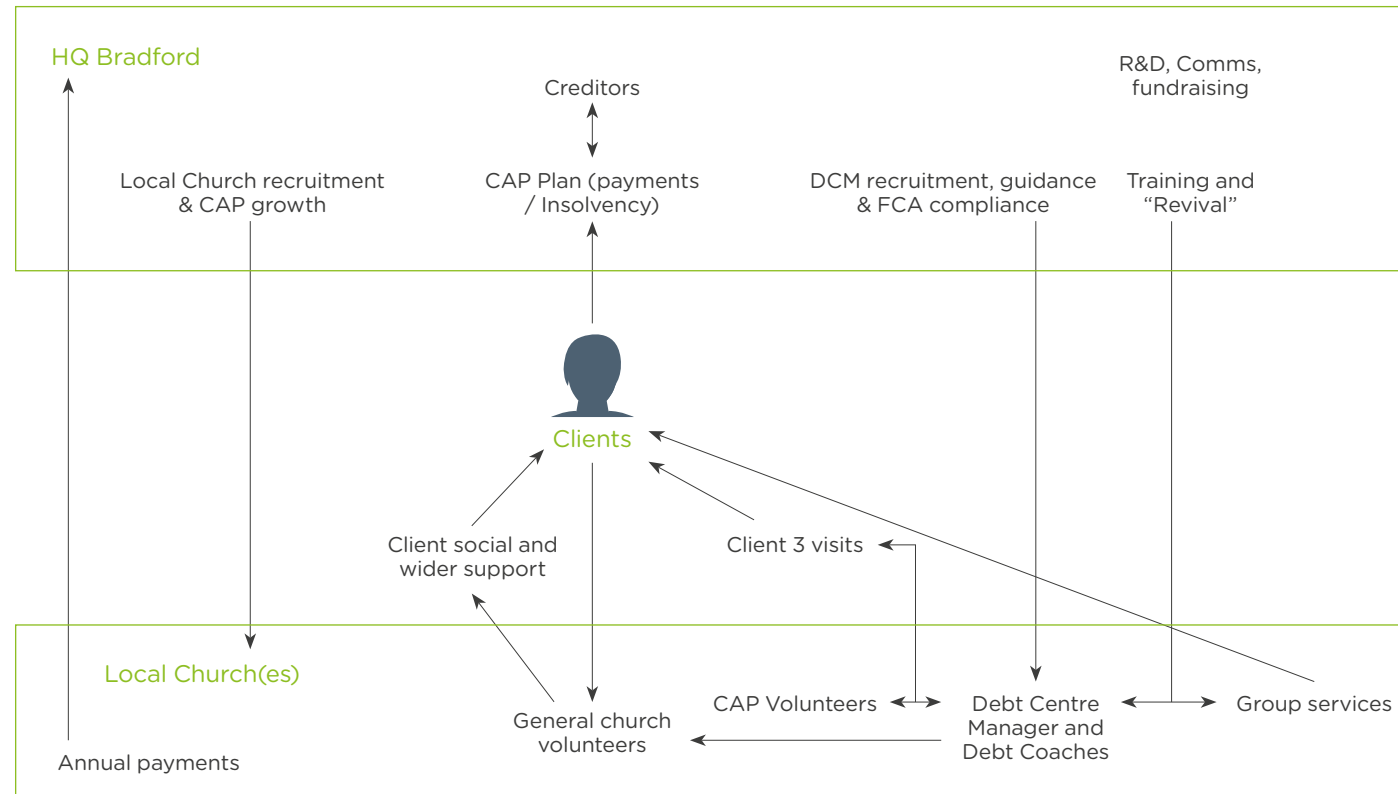 HQ Bradford
R&D, Comms,
fundraising
Creditors
Local Church recruitment
& CAP growth
CAP Plan (payments
/ Insolvency)
DCM recruitment, guidance
& FCA compliance
Training and
“Revival”
Clients
Client social and
wider support
Client 3 visits
Local Church(es)
General church
volunteers
CAP Volunteers
Debt Centre
Manager and
Debt Coaches
Group services
Annual payments